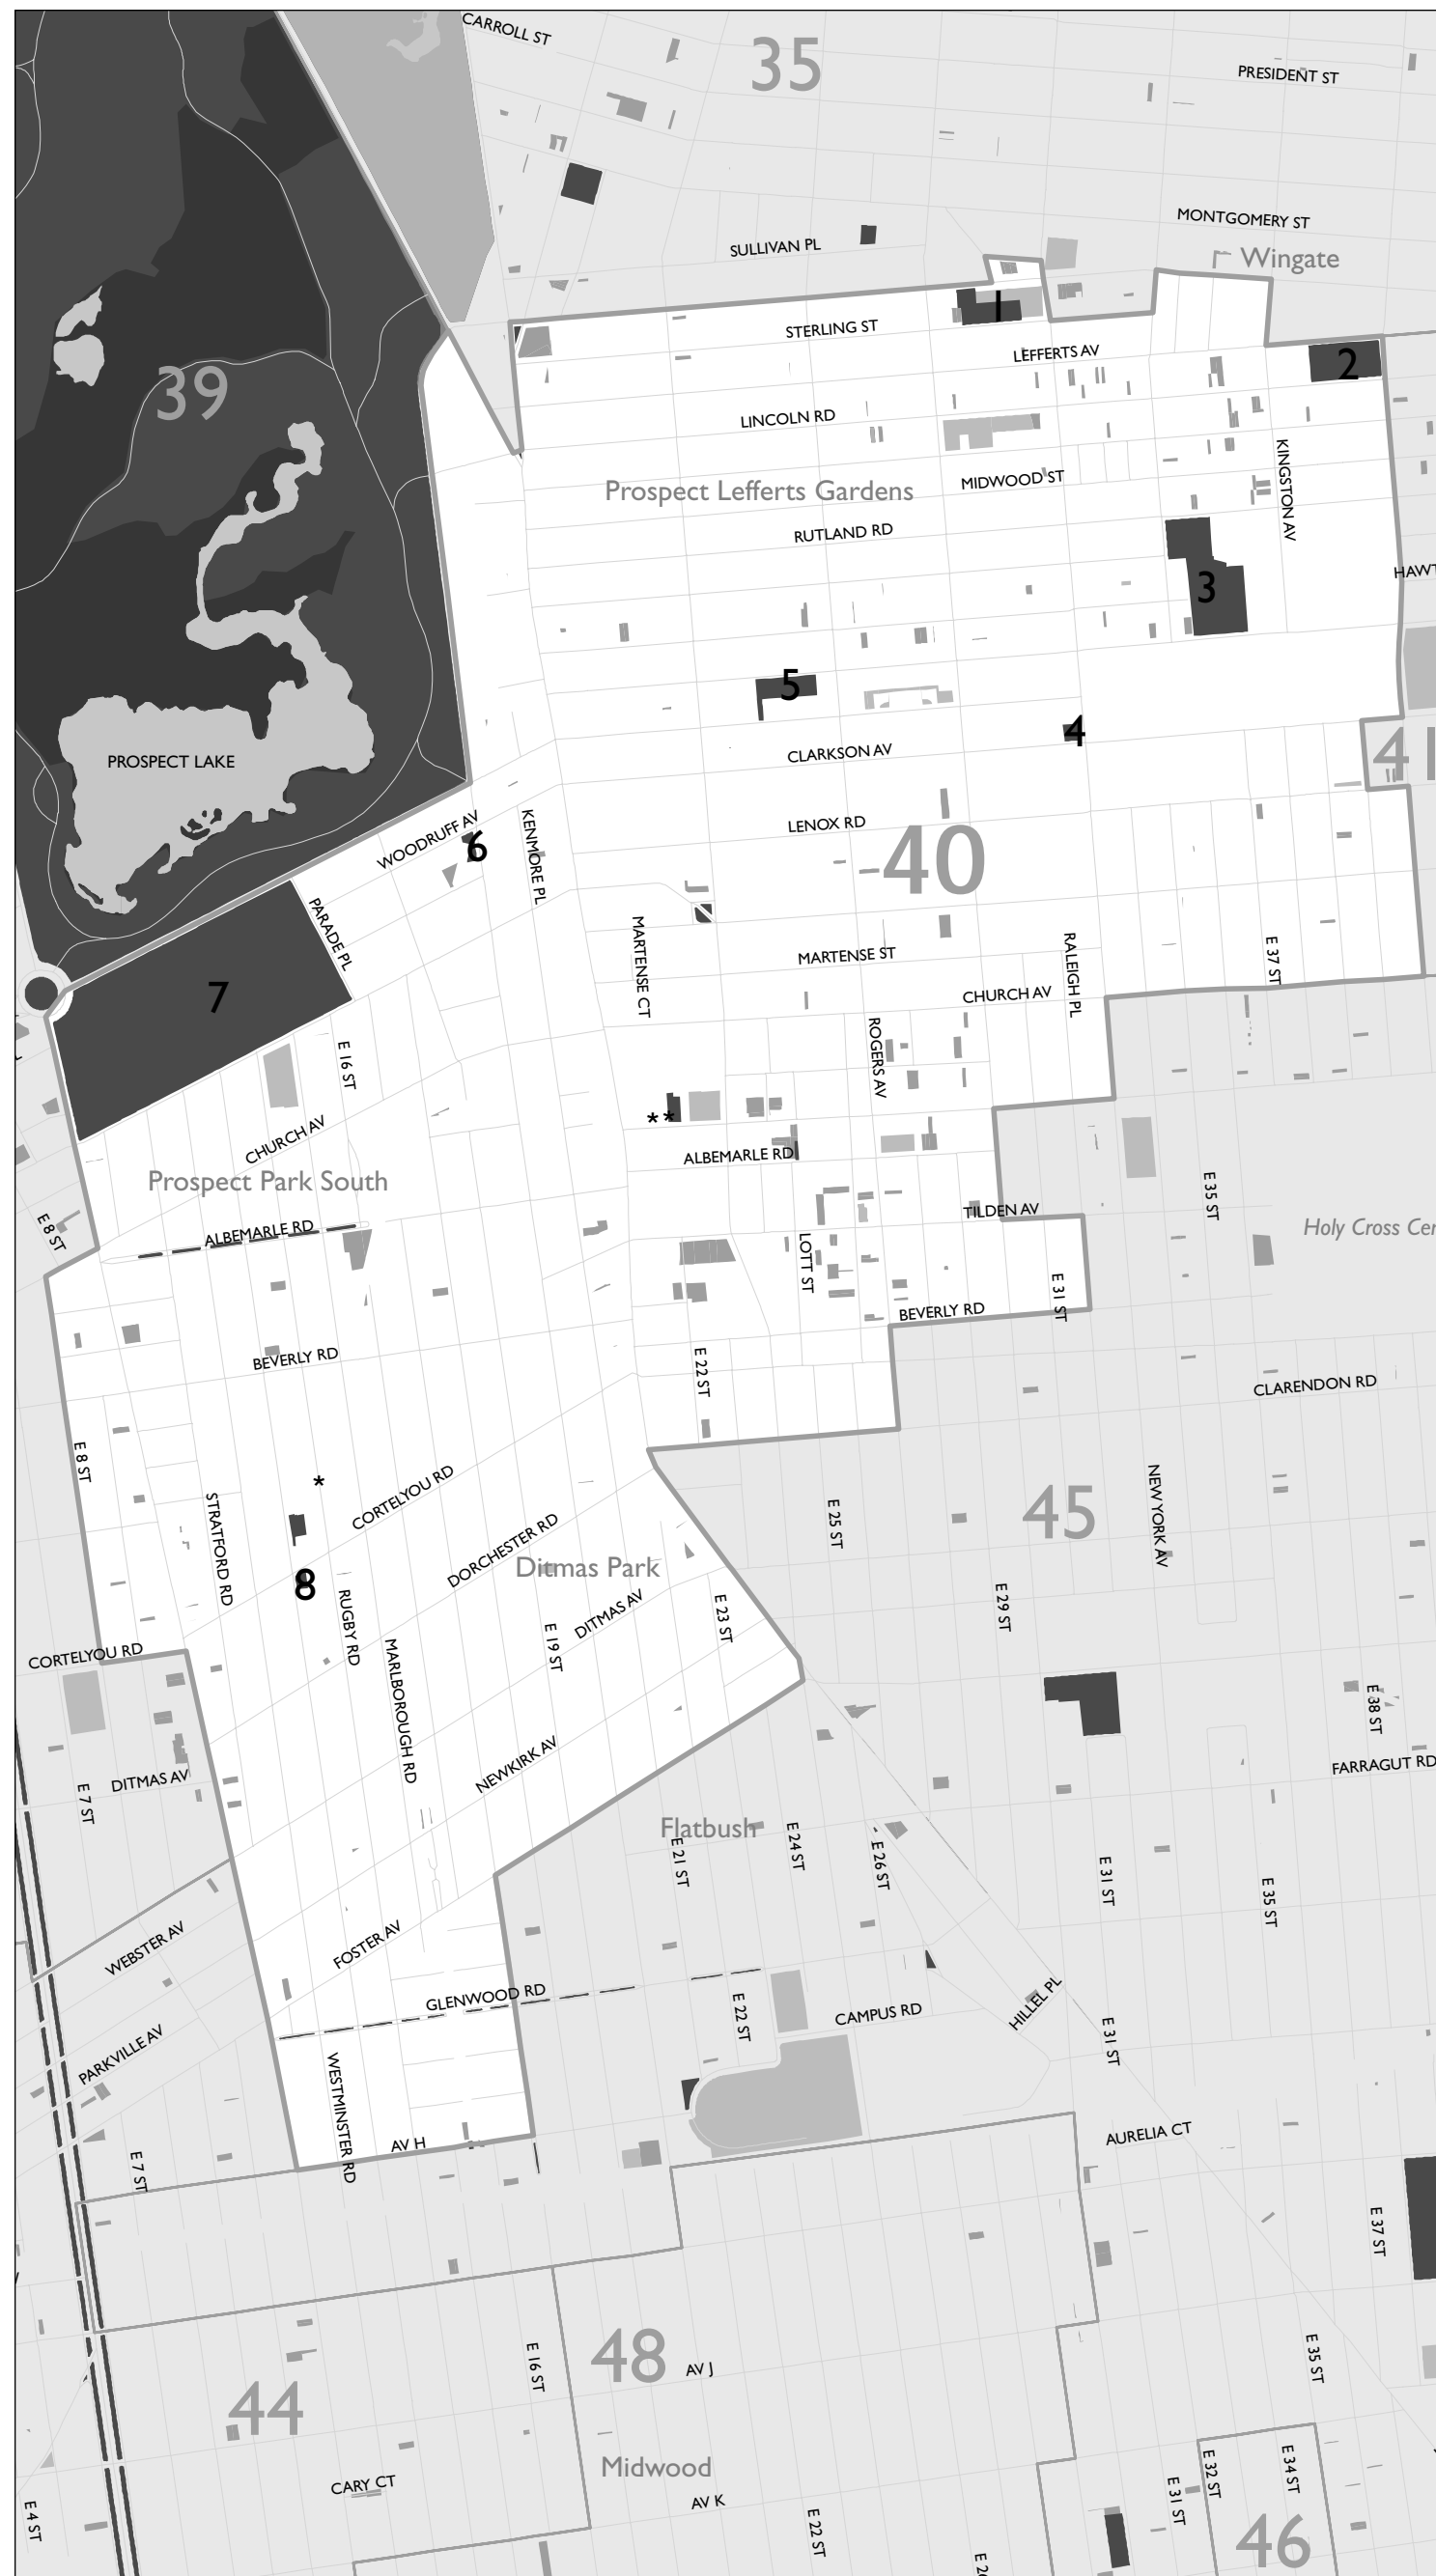 CARROLL ST
35
PRESIDENT ST
MONTGOMERY ST
SULLIVAN PL
Wingate
1
STERLING ST
LEFFERTS AV
2
39
LINCOLN RD
KINGSTON AV
MIDWOOD ST
Prospect Lefferts Gardens
RUTLAND RD
HAWT
3
5
4
CLARKSON AV
41
PROSPECT LAKE
LENOX RD
WOODRUFF AV
6
KENMORE PL
40
PARADE PL
MARTENSE CT
MARTENSE ST
RALEIGH PL
E 37 ST
7
CHURCH AV
E 16 ST
ROGERS AV
**
CHURCH AV
ALBEMARLE RD
Prospect Park South
E 35 ST
TILDEN AV
E 8 ST
ALBEMARLE RD
Holy Cross Cer
LOTT ST
E 31 ST
BEVERLY RD
BEVERLY RD
E 22 ST
CLARENDON RD
E 8 ST
*
CORTELYOU RD
STRATFORD RD
45
NEW YORK AV
E 25 ST
DORCHESTER RD
Ditmas Park
8
RUGBY RD
DITMAS AV
E 23 ST
E 29 ST
E 19 ST
CORTELYOU RD
MARLBOROUGH RD
E 38 ST
NEWKIRK AV
DITMAS AV
E 7 ST
FARRAGUT RD
Flatbush
E 21 ST
E 24 ST
E 26 ST
E 31 ST
E 35 ST
WEBSTER AV
FOSTER AV
GLENWOOD RD
E 22 ST
CAMPUS RD
HILLEL PL
E 31 ST
PARKVILLE AV
WESTMINSTER RD
AV H
AURELIA CT
E 7 ST
E 37 ST
E 16 ST
48
AV J
E 35 ST
44
Midwood
CARY CT
AV K
E 4 ST
E 22 ST
E 31 ST
E 32 ST
E 34 ST
46
E 26